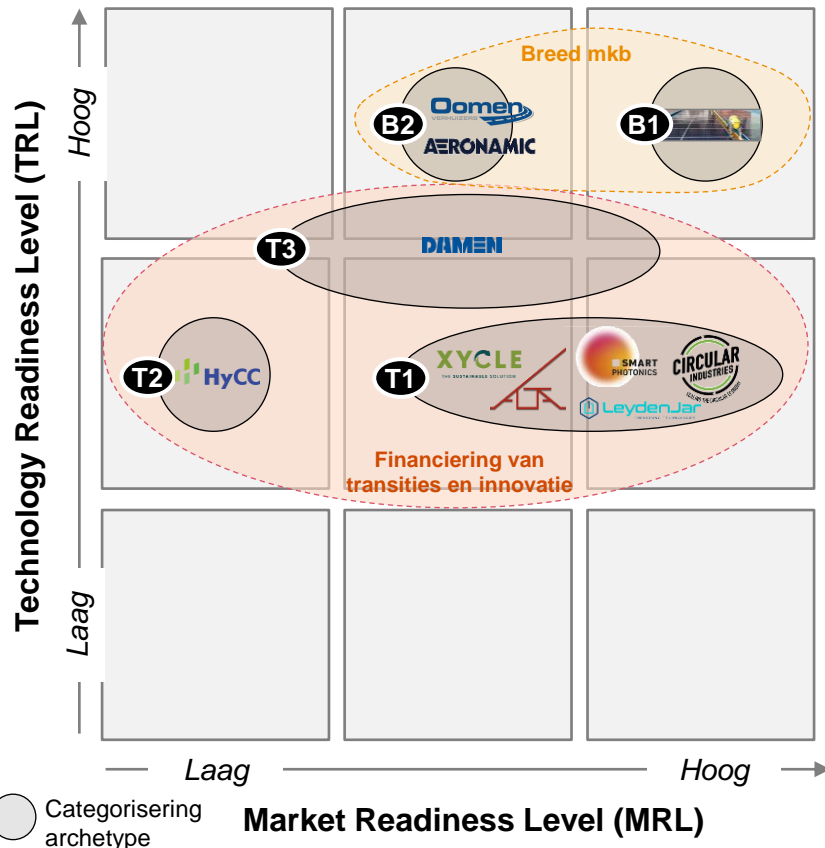 Technology Readiness Level (TRL)
Hoog
Laag
Breed mkb
B2
Oomen
VERHUIZERS
AERONAMIC
B1
T3
DAMEN
T2
HyCC
T1
XYCLE
THE SUSTAINABLE SOLUTION
ALTA
SMART
PHOTONICS
CIRCULAR
INDUSTRIES
LeydenJar
Financiering van
transities en innovatie
Laag
Hoog
Categorisering
archetype
Market Readiness Level (MRL)